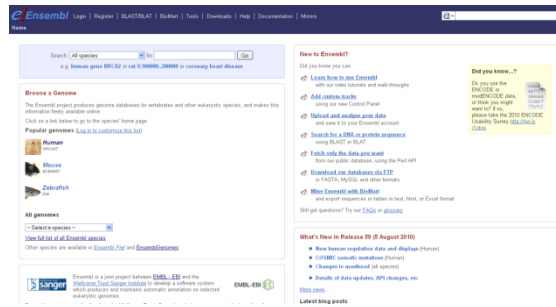 e!Ensembl
Login | Register | BLAST/BLAT | BioMart | Tools | Downloads | Help | Documentation | Mirrors
Home
Search: All species for Go
e.g. human gene BRCA2 or rat X:100000..200000 or coronary heart disease
Browse a Genome
The Ensembl project produces genome databases for vertebrates and other eukaryotic species, and makes this
information freely available online.
Click on a link below to go to the species' home page.
Popular genomes (Log in to customize this list)
Human
GRCh37
Mouse
NCBIM37
Zebrafish
Zv8
All genomes
-- Select a species --
View full list of all Ensembl species
Other species are available in Ensembl Pre! and EnsemblGenomes
sanger
Ensembl is a joint project between EMBL - EBI and the
Wellcome Trust Sanger Institute to develop a software system
which produces and maintains automatic annotation on selected
eukaryotic genomes.
EMBL-EBI
New to Ensembl?
Did you know you can:
Learn how to use Ensembl
with our video tutorials and walk-throughs
Add custom tracks
using our new Control Panel
Upload and analyse your data
and save it to your Ensembl account
Search for a DNA or protein sequence
using BLAST or BLAT
Fetch only the data you want
from our public database, using the Perl API
Download our databases via FTP
in FASTA, MySQL and other formats
Mine Ensembl with BioMart
and export sequences or tables in text, html, or Excel format
Still got questions? Try our FAQs or glossary
Did you know...?
Do you use the
ENCODE or
modENCODE data,
or think you might
want to? If so,
please take the 2010 ENCODE
Usability Survey
What's New in Release 59 (5 August 2010)
New human regulation data and displays (Human)
COSMIC somatic mutations (Human)
Changes to martbood (all species)
Details of data updates, API changes, etc
More news...
Latest blog posts